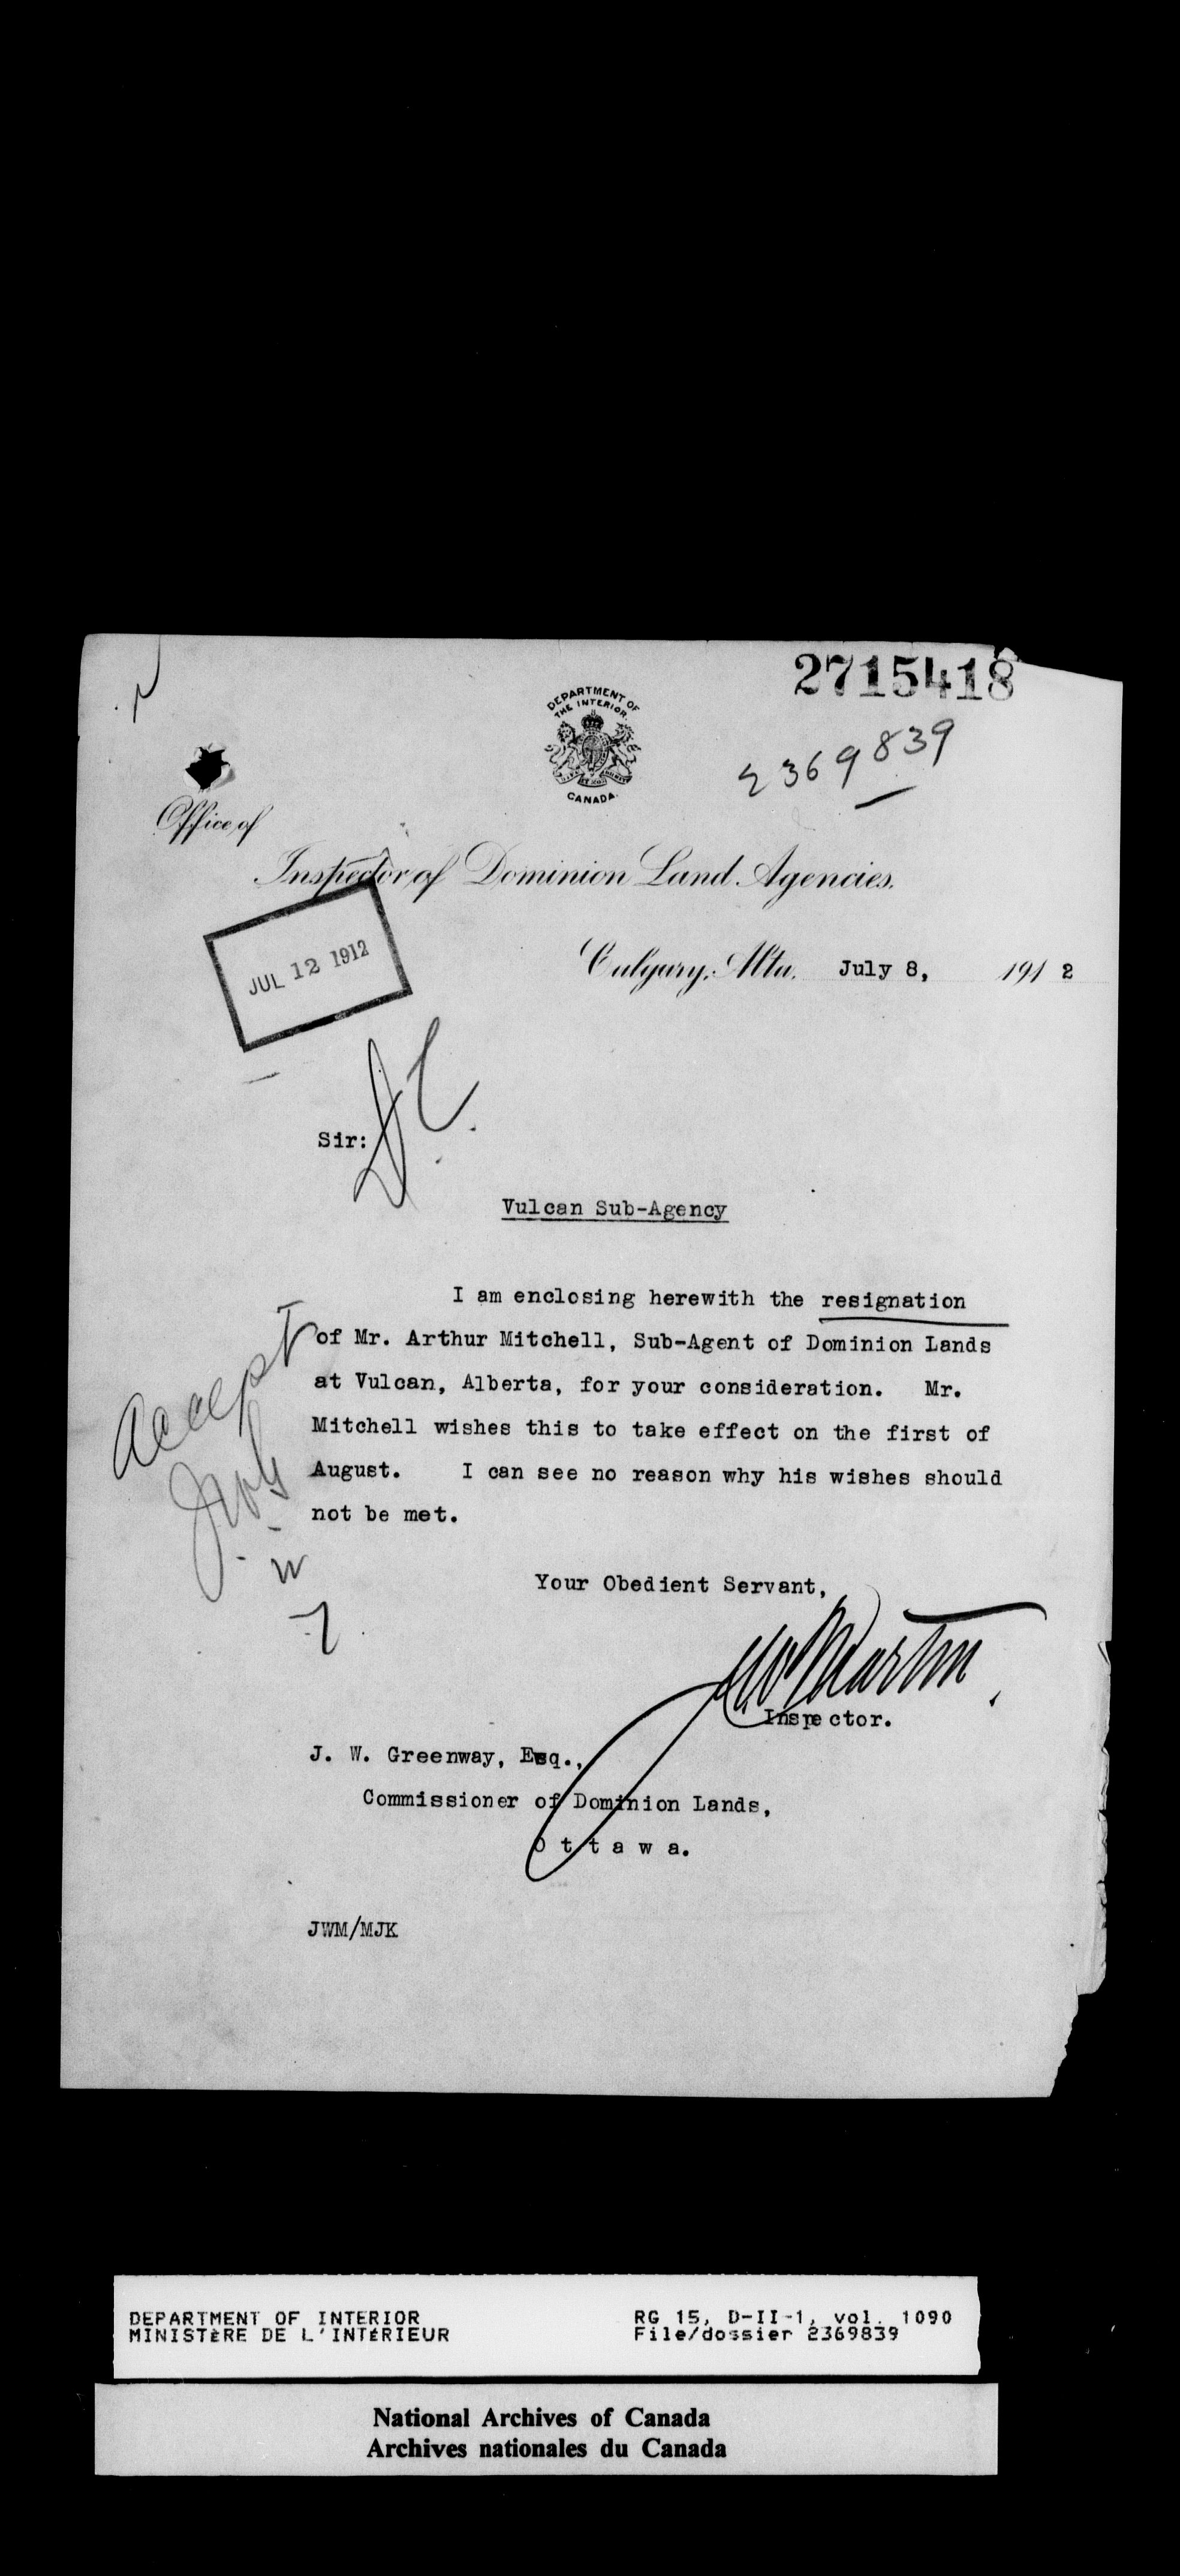 2715418
DEPARTMENT OF
THE INTERIOR.
CANADA.
2369839
Office of
Inspector of Dominion Land Agencies.
JUL 12 1912
Calgary, Alta. July 8, 1912
Sir:
Vulcan Sub-Agency
I am enclosing herewith the resignation
of Mr. Arthur Mitchell, Sub-Agent of Dominion Lands
at Vulcan, Alberta, for your consideration. Mr.
Mitchell wishes this to take effect on the first of
August. I can see no reason why his wishes should
not be met.
Accept
Your Obedient Servant,
JW Martin
Inspector.
J. W. Greenway, Esq.,
Commissioner of Dominion Lands,
Ottawa.
JWM/MJK
DEPARTMENT OF INTERIOR
MINISTÈRE DE L'INTÉRIEUR
RG 15, D-II-1, vol. 1090
File/dossier 2369839
National Archives of Canada
Archives nationales du Canada